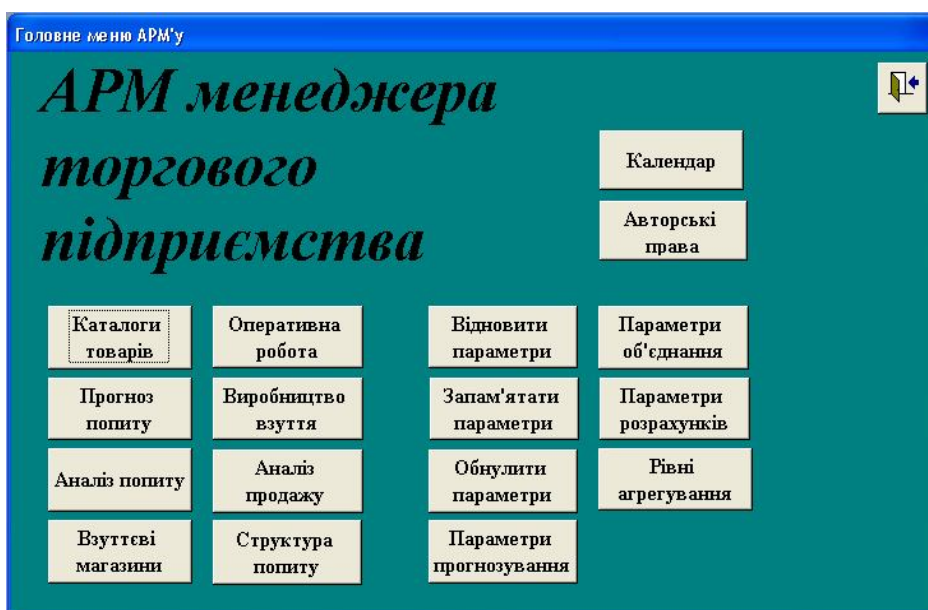 Головне меню АРМ'у
АРМ менеджера
торгового
підприємства
Календар
Авторські
права
Каталоги
товарів
Оперативна
робота
Відновити
параметри
Параметри
об'єднання
Прогноз
попиту
Виробництво
взуття
Запам'ятати
параметри
Параметри
розрахунків
Аналіз попиту
Аналіз
продажу
Обнулити
параметри
Рівні
агрегування
Взуттєві
магазини
Структура
попиту
Параметри
прогнозування